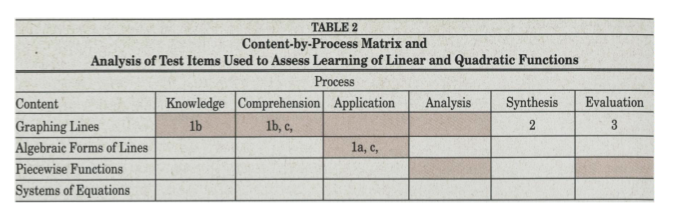 TABLE 2
Content-by-Process Matrix and
Analysis of Test Items Used to Assess Learning of Linear and Quadratic Functions
Process
Content Knowledge Comprehension Application Analysis Synthesis Evaluation
Graphing Lines 1b 1b, c, 2 3
Algebraic Forms of Lines 1a, c,
Piecewise Functions
Systems of Equations